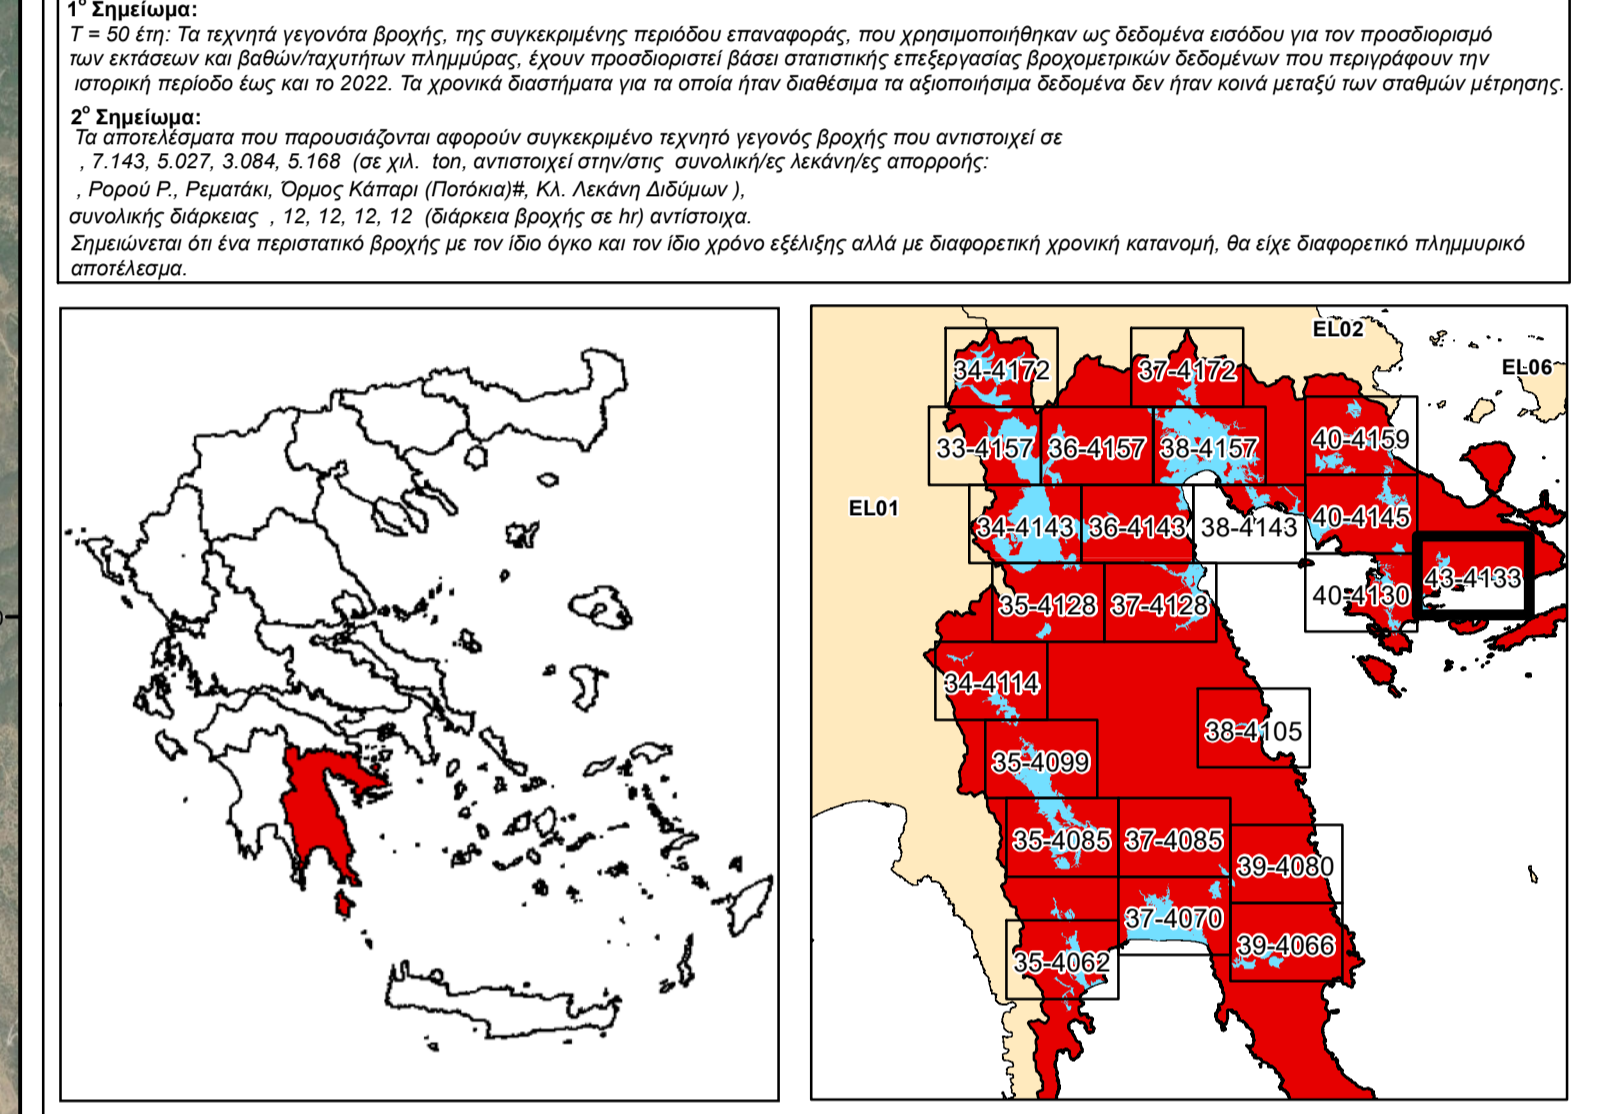 1º Σημείωμα:
T = 50 έτη: Τα τεχνητά γεγονότα βροχής, της συγκεκριμένης περιόδου επαναφοράς, που χρησιμοποιήθηκαν ως δεδομένα εισόδου για τον προσδιορισμό
των εκτάσεων και βαθών/ταχυτήτων πλημμύρας, έχουν προσδιοριστεί βάσει στατιστικής επεξεργασίας βροχομετρικών δεδομένων που περιγράφουν την
ιστορική περίοδο έως και το 2022. Τα χρονικά διαστήματα για τα οποία ήταν διαθέσιμα τα αξιοποιήσιμα δεδομένα δεν ήταν κοινά μεταξύ των σταθμών μέτρησης.
2º Σημείωμα:
Τα αποτελέσματα που παρουσιάζονται αφορούν συγκεκριμένο τεχνητό γεγονός βροχής που αντιστοιχεί σε
, 7.143, 5.027, 3.084, 5.168 (σε χιλ. ton, αντιστοιχεί στην/στις συνολική/ες λεκάνη/ες απορροής:
, Ρορού Ρ., Ρεματάκι, Όρμος Κάπαρι (Ποτόκια)#, Κλ. Λεκάνη Διδύμων ),
συνολικής διάρκειας , 12, 12, 12, 12 (διάρκεια βροχής σε hr) αντίστοιχα.
Σημειώνεται ότι ένα περιστατικό βροχής με τον ίδιο όγκο και τον ίδιο χρόνο εξέλιξης αλλά με διαφορετική χρονική κατανομή, θα είχε διαφορετικό πλημμυρικό
αποτέλεσμα.
EL02
EL06
34-4172
37-4172
33-4157
36-4157
38-4157
40-4159
EL01
34-4143
36-4143
38-4143
40-4145
35-4128
37-4128
40-4130
43-4133
34-4114
38-4105
35-4099
35-4085
37-4085
39-4080
37-4070
39-4066
35-4062